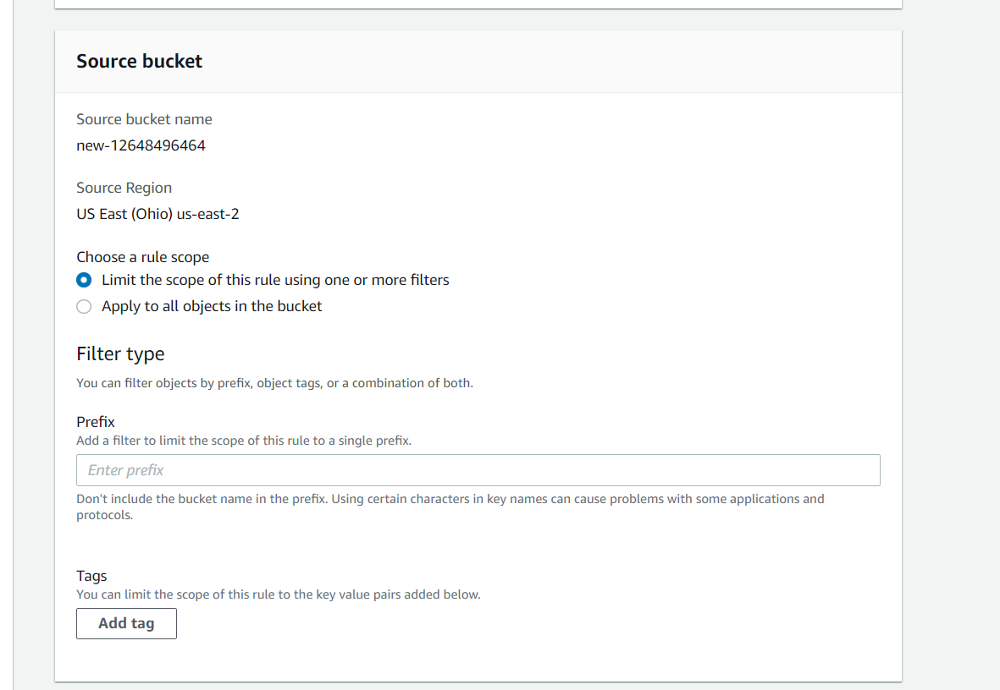 Source bucket
Source bucket name
new-12648496464
Source Region
US East (Ohio) us-east-2
Choose a rule scope
Limit the scope of this rule using one or more filters
Apply to all objects in the bucket
Filter type
You can filter objects by prefix, object tags, or a combination of both.
Prefix
Add a filter to limit the scope of this rule to a single prefix.
Enter prefix
Don't include the bucket name in the prefix. Using certain characters in key names can cause problems with some applications and
protocols.
Tags
You can limit the scope of this rule to the key value pairs added below.
Add tag